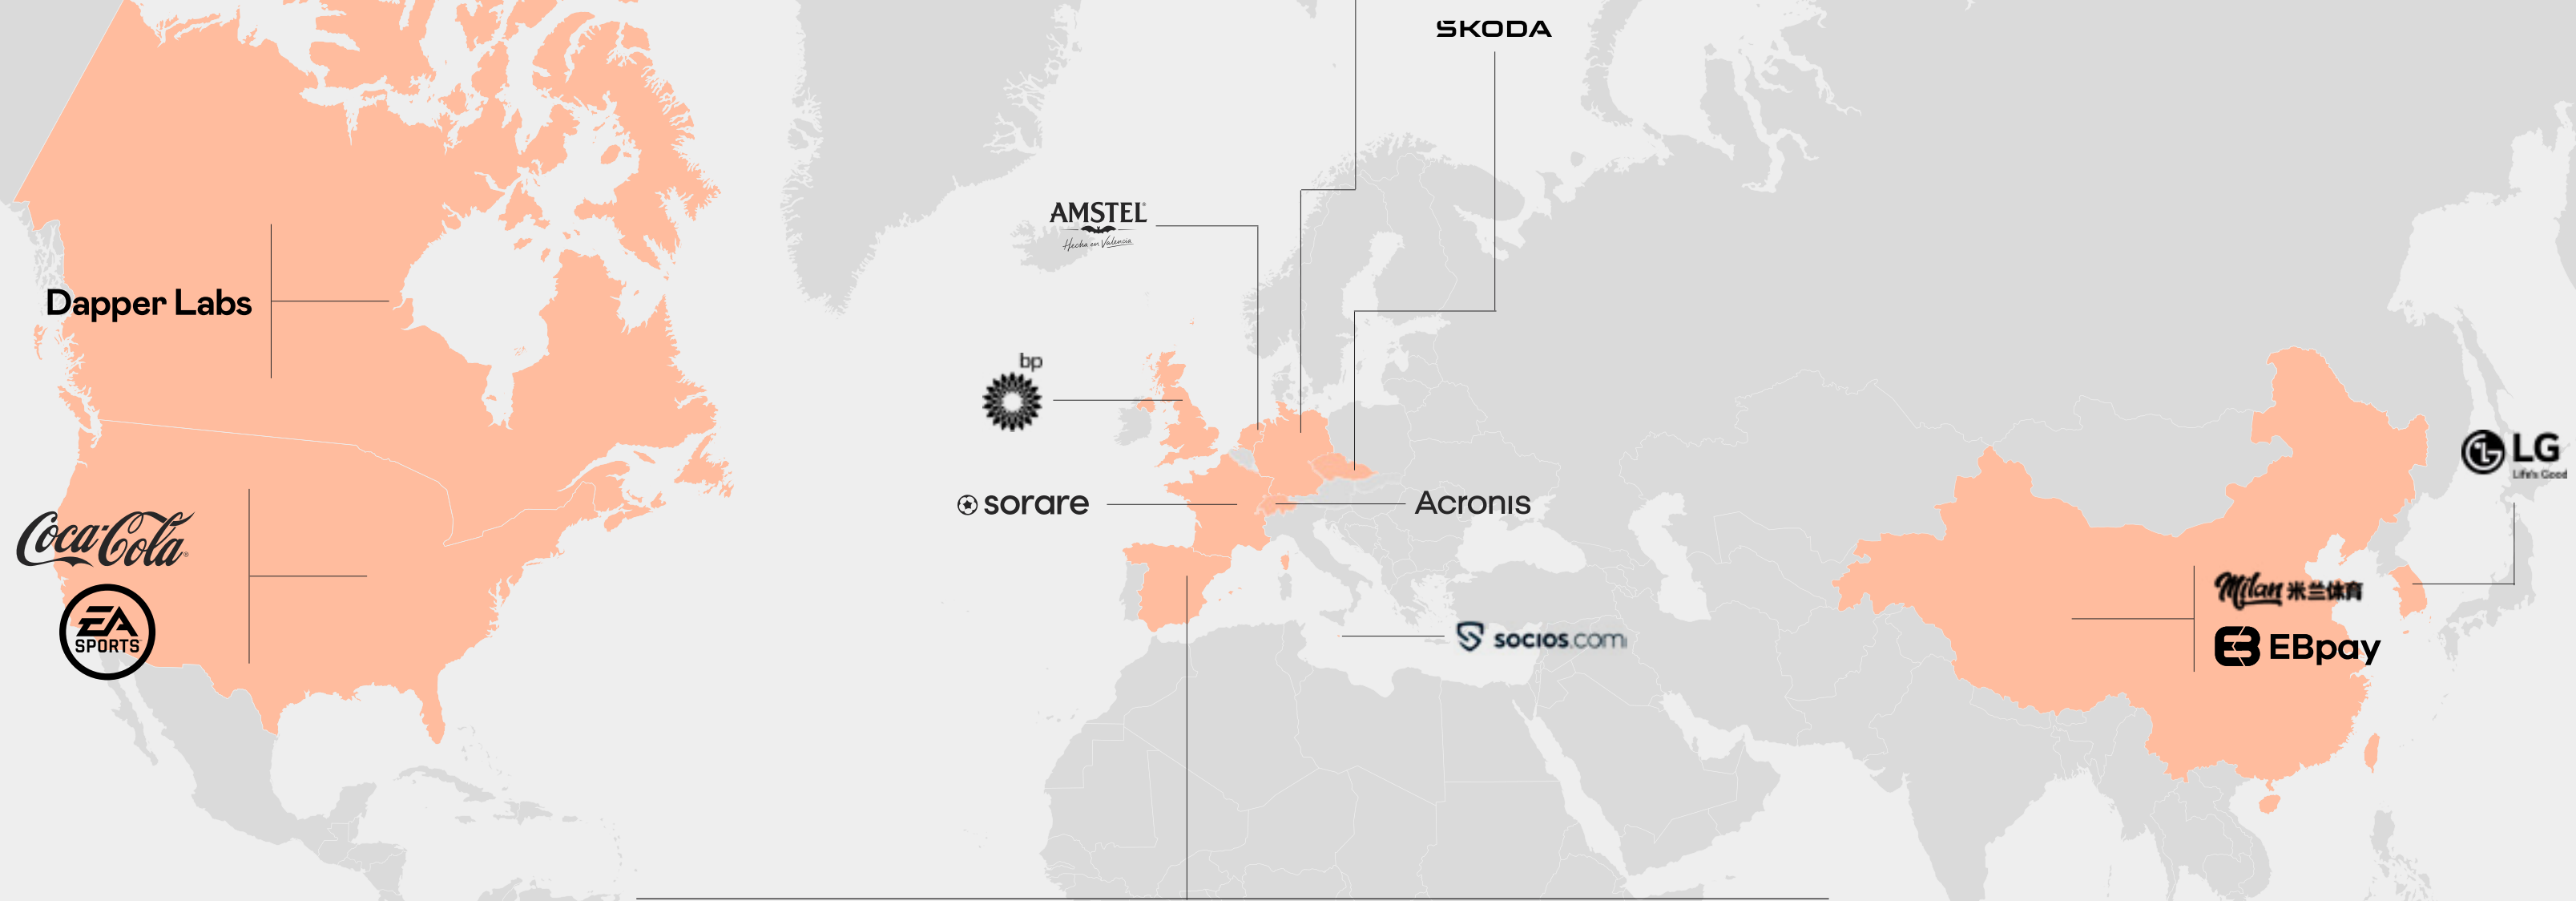 ŠKODA
AMSTEL
Hecha en Valencia
Dapper Labs
bp
LG
Life's Good
sorare
Acronis
Coca-Cola
EA
SPORTS
Milan 米兰体育
socios.com
EBpay